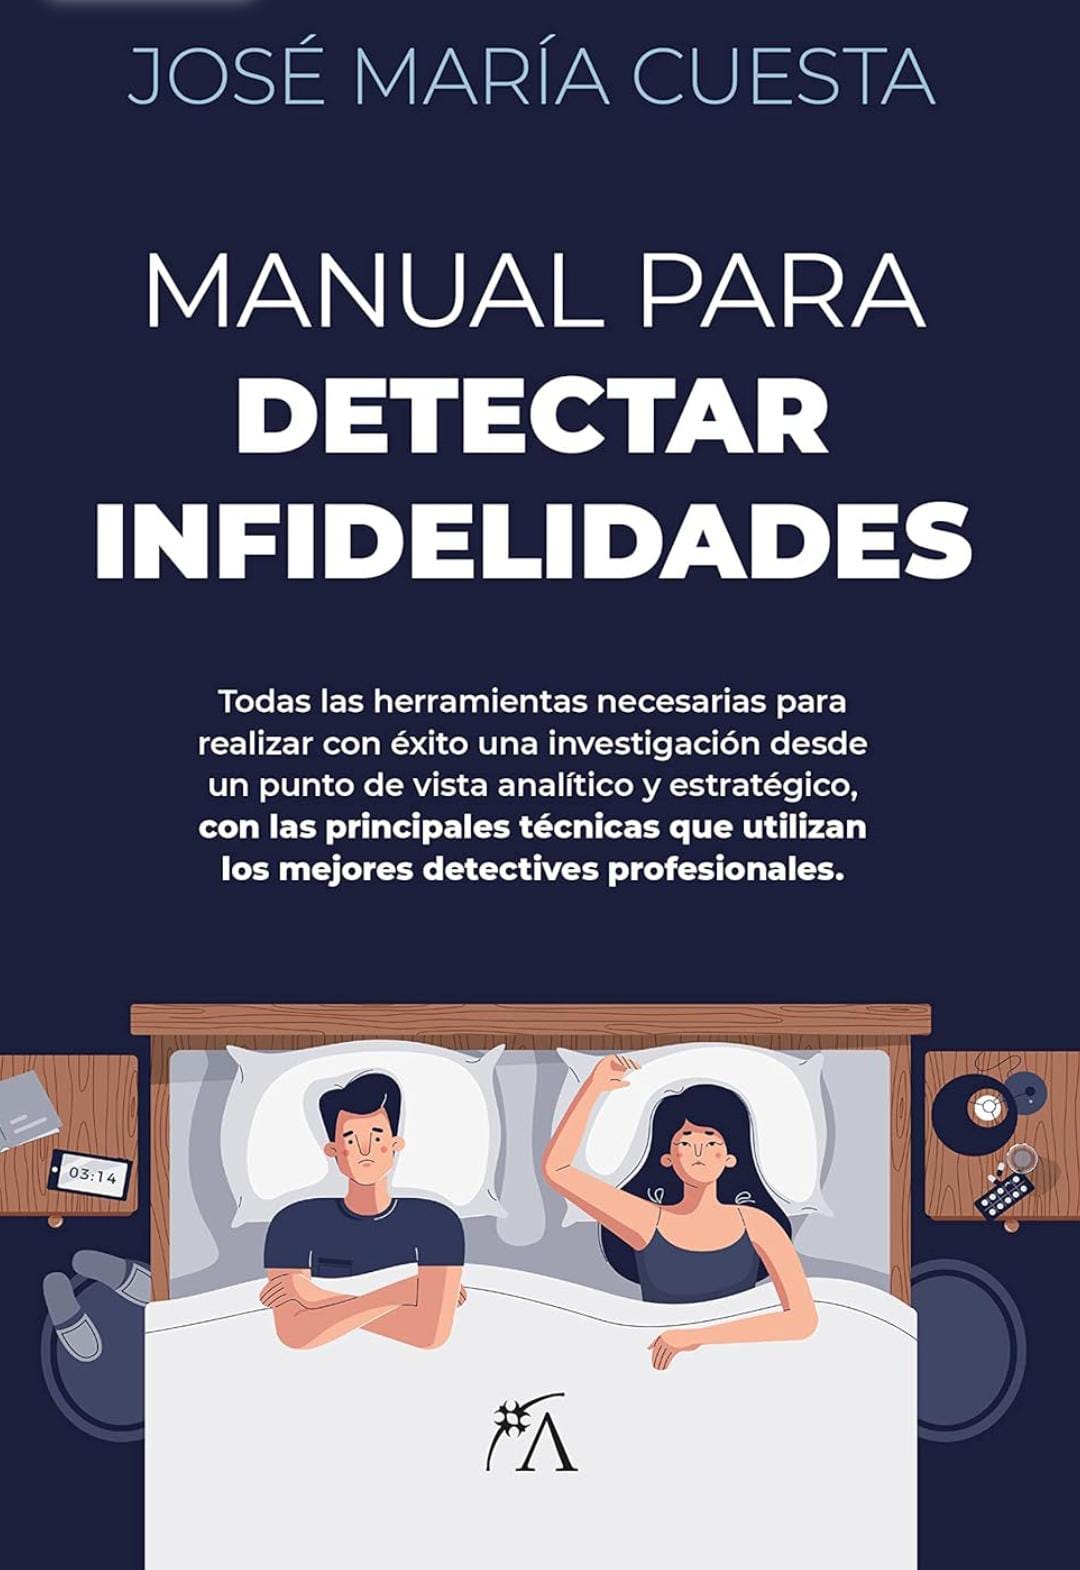 JOSÉ MARÍA CUESTA
MANUAL PARA
DETECTAR
INFIDELIDADES
Todas las herramientas necesarias para
realizar con éxito una investigación desde
un punto de vista analítico y estratégico,
con las principales técnicas que utilizan
los mejores detectives profesionales.
03:14